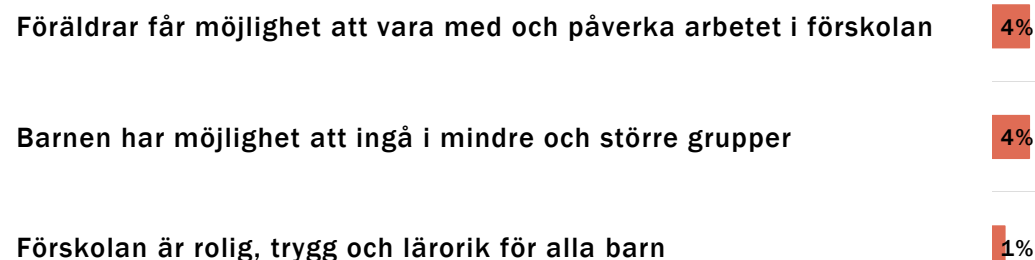 Föräldrar får möjlighet att vara med och påverka arbetet i förskolan 4%
Barnen har möjlighet att ingå i mindre och större grupper 4%
Förskolan är rolig, trygg och lärorik för alla barn 1%